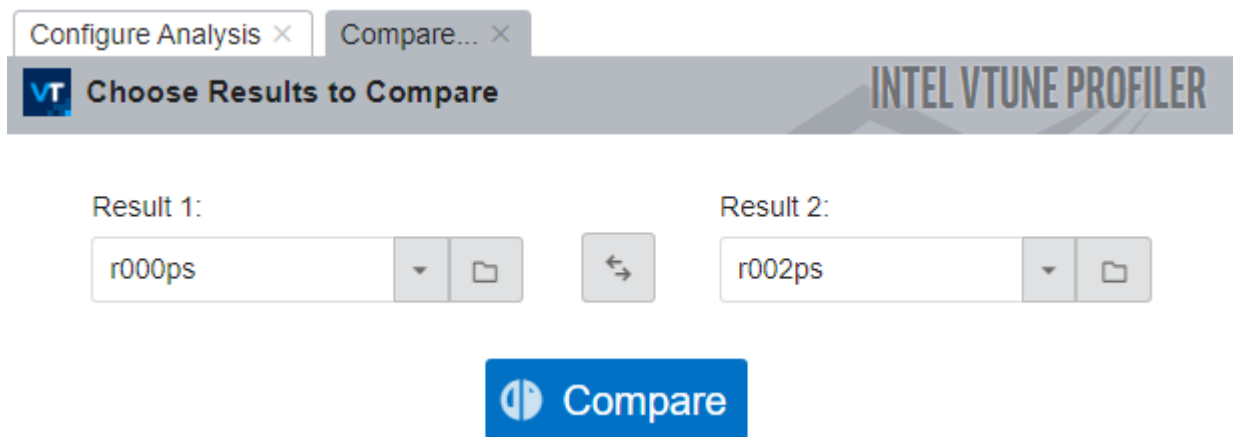 Configure Analysis × Compare... ×
VT Choose Results to Compare INTEL VTUNE PROFILER
Result 1: Result 2:
r000ps r002ps
Compare